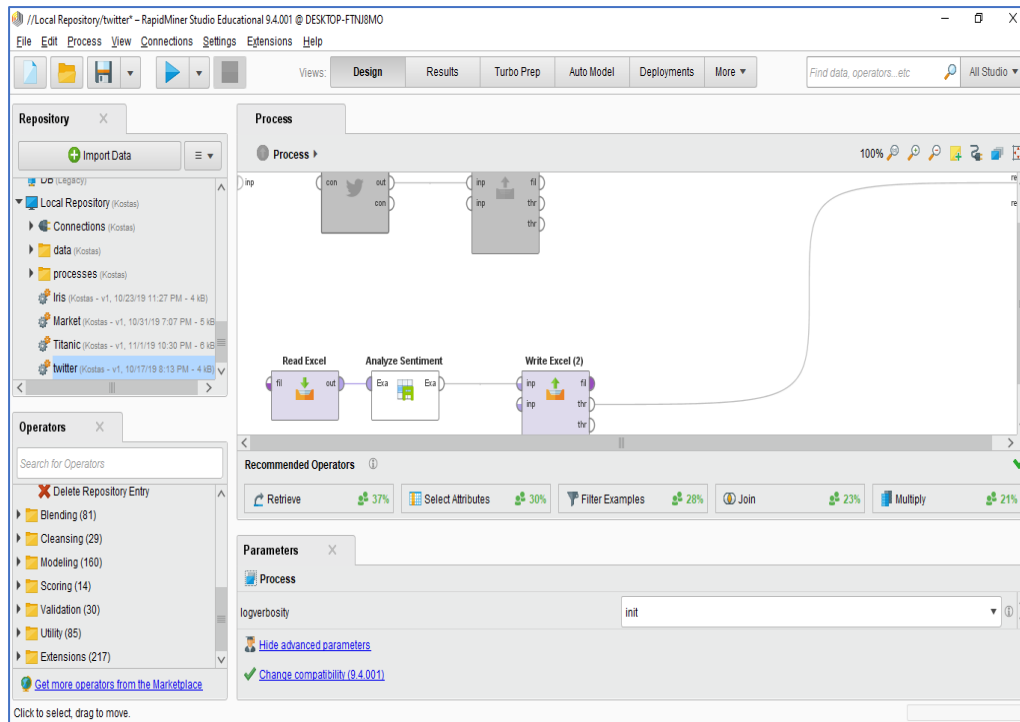 //Local Repository/twitter* – RapidMiner Studio Educational 9.4.001 @ DESKTOP-FTNJ8MO
File Edit Process View Connections Settings Extensions Help
Views: Design Results Turbo Prep Auto Model Deployments More Find data, operators...etc All Studio
Repository
Import Data
DB (Legacy)
Local Repository (Kostas)
Connections (Kostas)
data (Kostas)
processes (Kostas)
Iris (Kostas - v1, 10/23/19 11:27 PM - 4 kB)
Market (Kostas - v1, 10/31/19 7:07 PM - 5 kB
Titanic (Kostas - v1, 11/1/19 10:30 PM - 6 kB
twitter (Kostas - v1, 10/17/19 8:13 PM - 4 kB)
Operators
Search for Operators
Delete Repository Entry
Blending (81)
Cleansing (29)
Modeling (160)
Scoring (14)
Validation (30)
Utility (85)
Extensions (217)
Get more operators from the Marketplace
Process
Process
100%
inp con out inp fil re
con inp thr re
thr
Read Excel Analyze Sentiment Write Excel (2)
fil out Exa Exa inp fil
inp thr
thr
Recommended Operators
Retrieve 37% Select Attributes 30% Filter Examples 28% Join 23% Multiply 21%
Parameters
Process
logverbosity init
Hide advanced parameters
Change compatibility (9.4.001)
Click to select, drag to move.